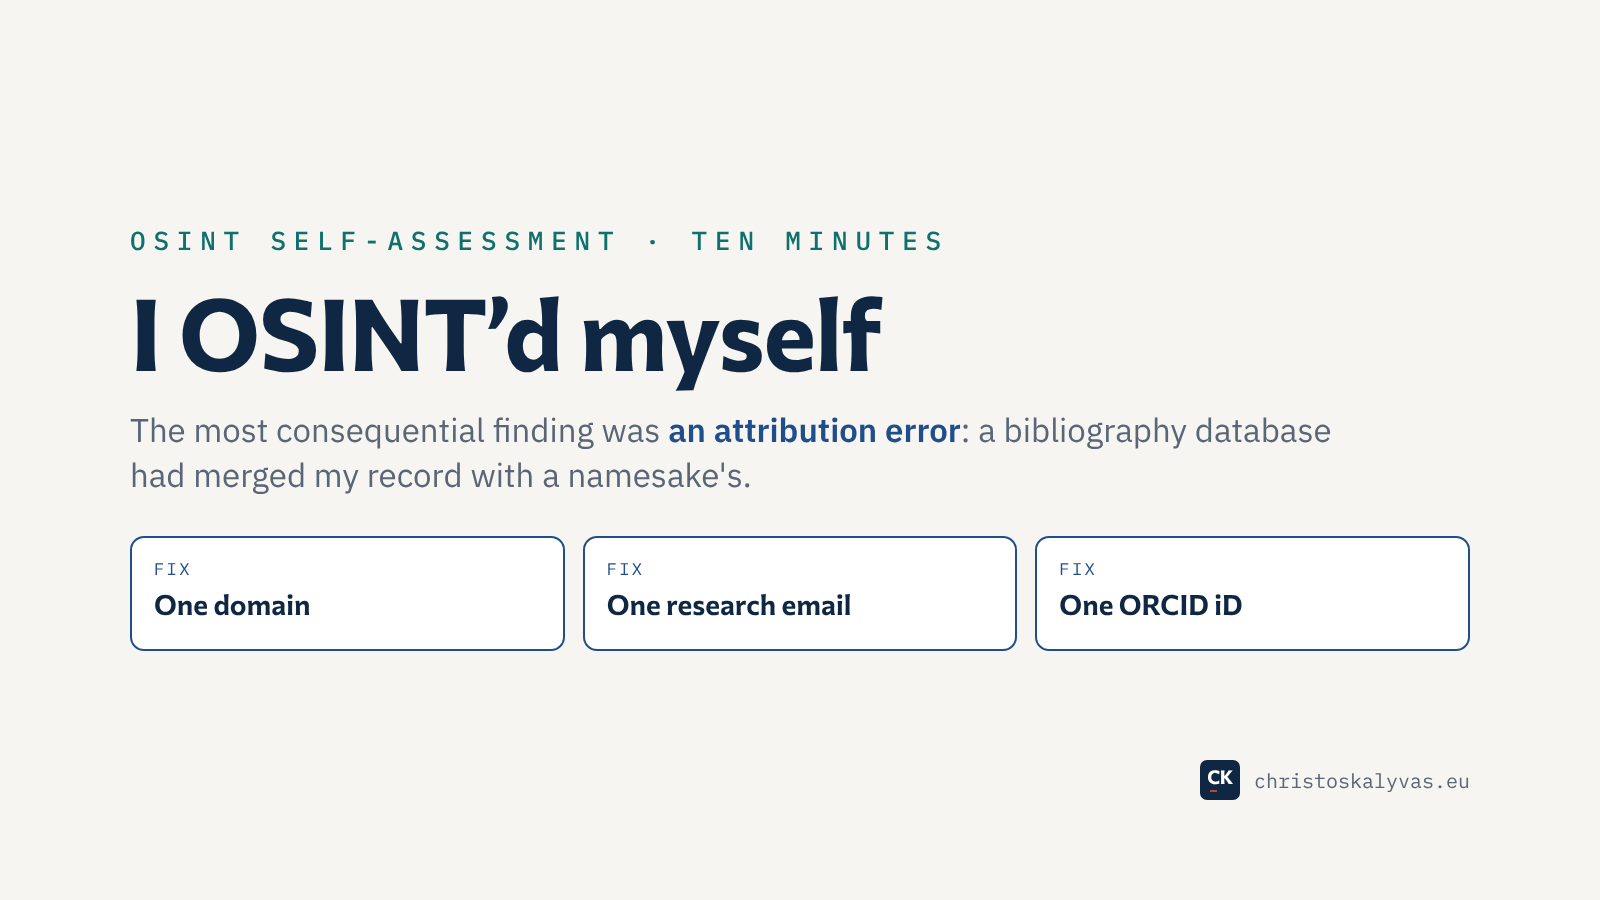 OSINT SELF-ASSESSMENT · TEN MINUTES
I OSINT’d myself
The most consequential finding was an attribution error: a bibliography database
had merged my record with a namesake's.
FIX
One domain
FIX
One research email
FIX
One ORCID iD
CK
christoskalyvas.eu